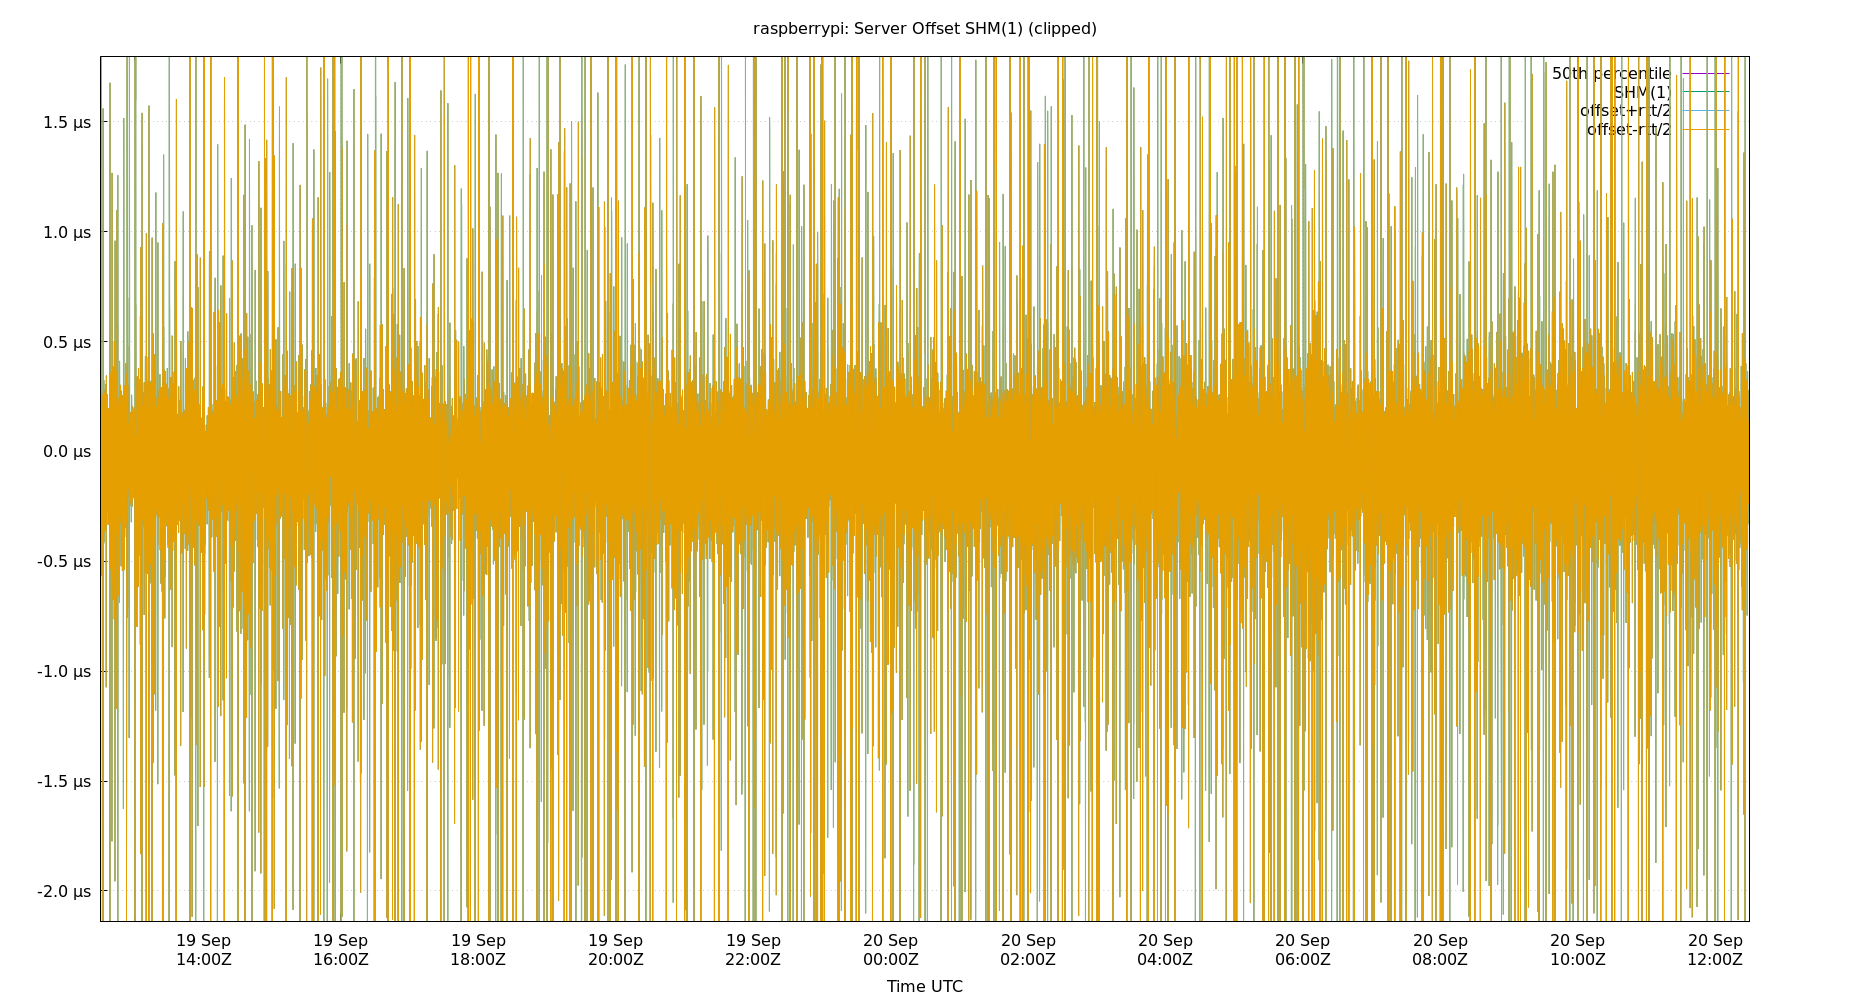 raspberrypi: Server Offset SHM(1) (clipped)
50th percentile
SHM(1)
offset+rtt/2
offset-rtt/2
1.5 µs
1.0 µs
0.5 µs
0.0 µs
-0.5 µs
-1.0 µs
-1.5 µs
-2.0 µs
19 Sep 19 Sep 19 Sep 19 Sep 19 Sep 20 Sep 20 Sep 20 Sep 20 Sep 20 Sep 20 Sep 20 Sep
14:00Z 16:00Z 18:00Z 20:00Z 22:00Z 00:00Z 02:00Z 04:00Z 06:00Z 08:00Z 10:00Z 12:00Z
Time UTC